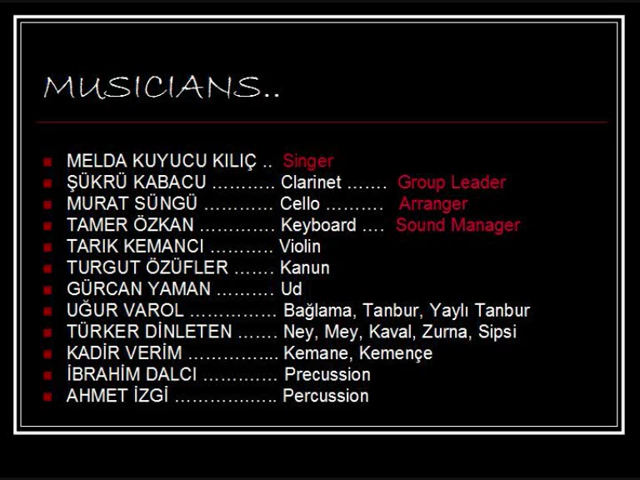 MUSICIANS..
MELDA KUYUCU KILIÇ .. Singer
ŞÜKRÜ KABACU ……….. Clarinet ……. Group Leader
MURAT SÜNGÜ ………… Cello ………. Arranger
TAMER ÖZKAN …………. Keyboard …. Sound Manager
TARIK KEMANCI ……….. Violin
TURGUT ÖZÜFLER ……. Kanun
GÜRCAN YAMAN ………. Ud
UĞUR VAROL …………… Bağlama, Tanbur, Yaylı Tanbur
TÜRKER DİNLETEN ……. Ney, Mey, Kaval, Zurna, Sipsi
KADİR VERİM ……………. Kemane, Kemençe
İBRAHİM DALCI …………. Precussion
AHMET İZGİ ………….….. Percussion